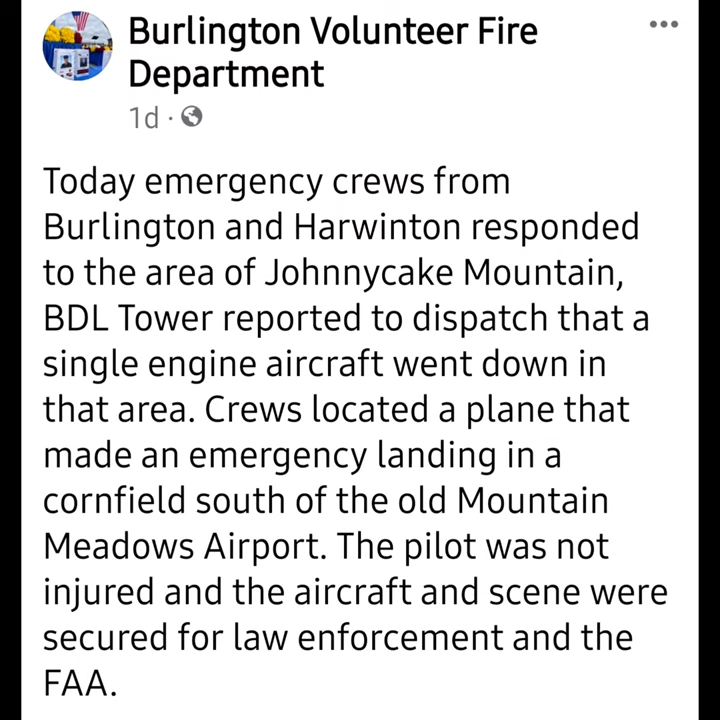 Burlington Volunteer Fire
Department
1d ·
Today emergency crews from
Burlington and Harwinton responded
to the area of Johnnycake Mountain,
BDL Tower reported to dispatch that a
single engine aircraft went down in
that area. Crews located a plane that
made an emergency landing in a
cornfield south of the old Mountain
Meadows Airport. The pilot was not
injured and the aircraft and scene were
secured for law enforcement and the
FAA.